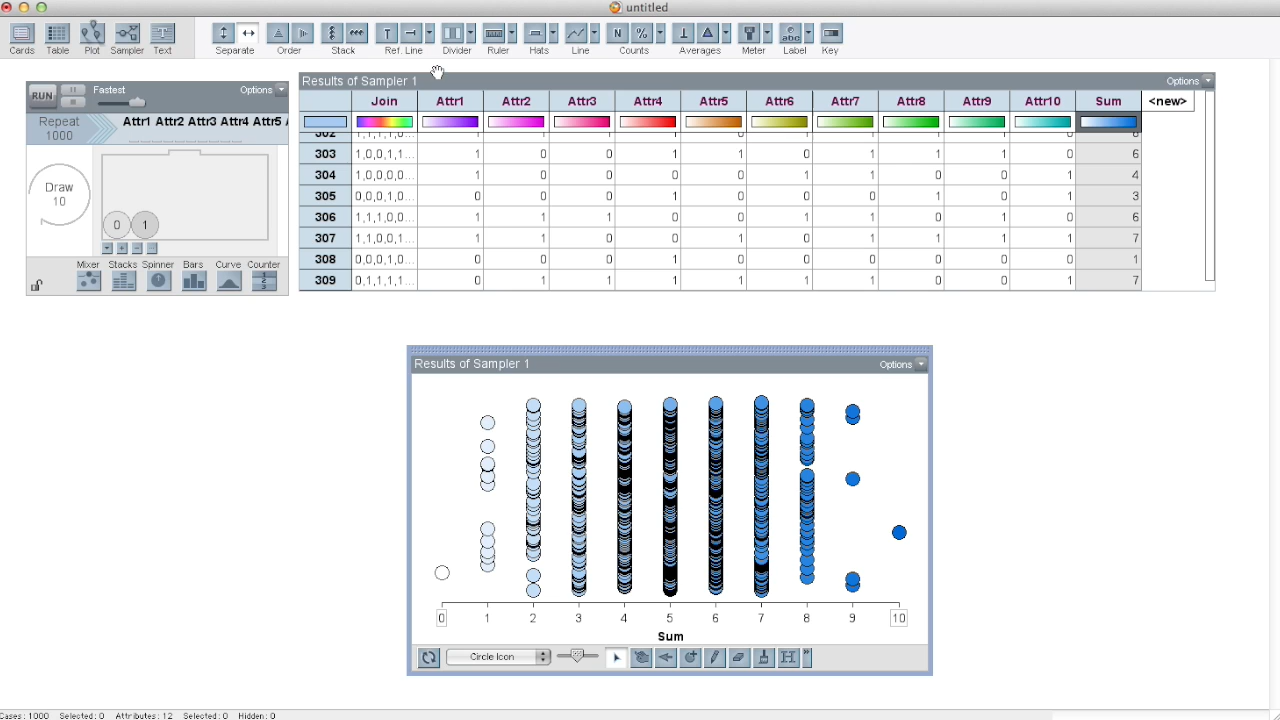 untitled
Cards Table Plot Sampler Text Separate Order Stack Ref. Line Divider Ruler Hats Line Counts Averages Meter Label Key
RUN Fastest Options
Repeat 1000 Attr1 Attr2 Attr3 Attr4 Attr5
Draw 10
0 1
Mixer Stacks Spinner Bars Curve Counter
Results of Sampler 1 Options
Join Attr1 Attr2 Attr3 Attr4 Attr5 Attr6 Attr7 Attr8 Attr9 Attr10 Sum <new>
303 1,0,0,1,1... 1 0 0 1 1 0 1 1 1 0 6
304 1,0,0,0,0... 1 0 0 0 0 1 1 0 1 0 4
305 0,0,0,1,0... 0 0 0 1 0 0 0 1 0 1 3
306 1,1,1,0,0... 1 1 1 0 0 1 1 0 1 0 6
307 1,1,0,0,1... 1 1 0 0 1 0 1 1 1 1 7
308 0,0,0,1,0... 0 0 0 1 0 0 0 0 0 0 1
309 0,1,1,1,1... 0 1 1 1 1 1 1 0 0 1 7
Results of Sampler 1 Options
0 1 2 3 4 5 6 7 8 9 10
Sum
Circle Icon
Cases: 1000 Selected: 0 Attributes: 12 Selected: 0 Hidden: 0